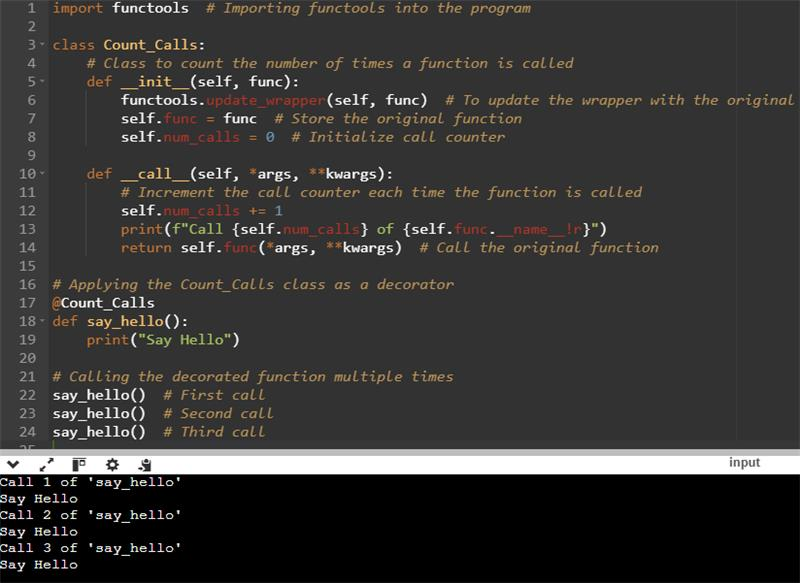 1 import functools  # Importing functools into the program
2
3 class Count_Calls:
4     # Class to count the number of times a function is called
5     def __init__(self, func):
6         functools.update_wrapper(self, func)  # To update the wrapper with the original
7         self.func = func  # Store the original function
8         self.num_calls = 0  # Initialize call counter
9
10     def __call__(self, *args, **kwargs):
11         # Increment the call counter each time the function is called
12         self.num_calls += 1
13         print(f"Call {self.num_calls} of {self.func.__name__!r}")
14         return self.func(*args, **kwargs)  # Call the original function
15
16 # Applying the Count_Calls class as a decorator
17 @Count_Calls
18 def say_hello():
19     print("Say Hello")
20
21 # Calling the decorated function multiple times
22 say_hello()  # First call
23 say_hello()  # Second call
24 say_hello()  # Third call
25
input
Call 1 of 'say_hello'
Say Hello
Call 2 of 'say_hello'
Say Hello
Call 3 of 'say_hello'
Say Hello